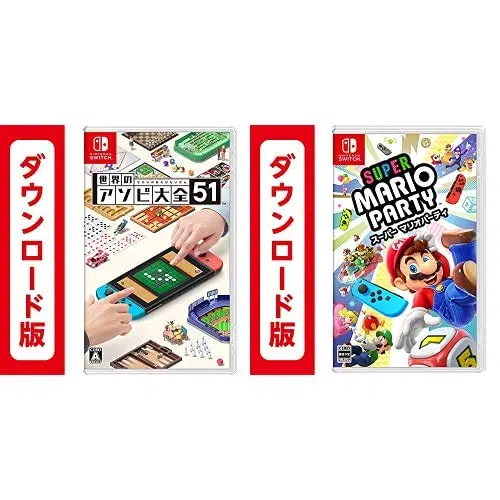 ダウンロード版
NINTENDO
SWITCH
世界の
アソビ大全51
CERO
A
ダウンロード版
NINTENDO
SWITCH
SUPER
MARIO
PARTY
スーパー マリオパーティ
CERO